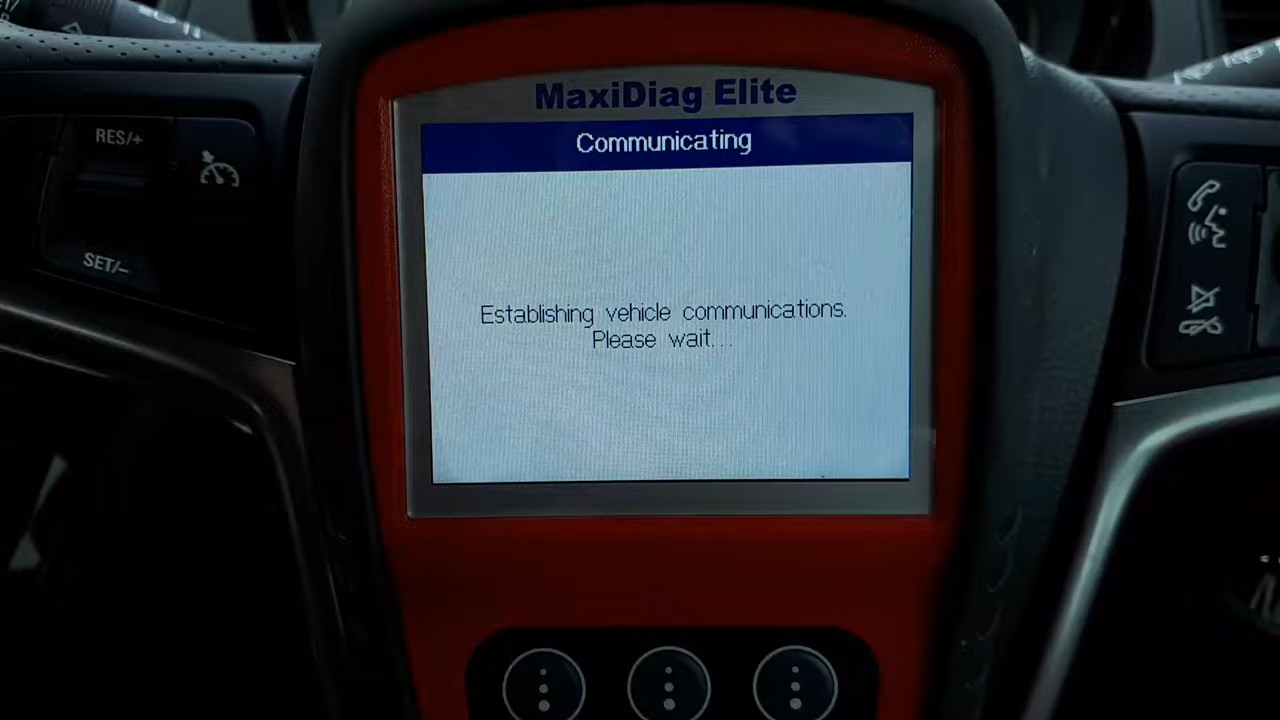 MaxiDiag Elite
Communicating
RES/+
SET/-
Establishing vehicle communications.
Please wait...